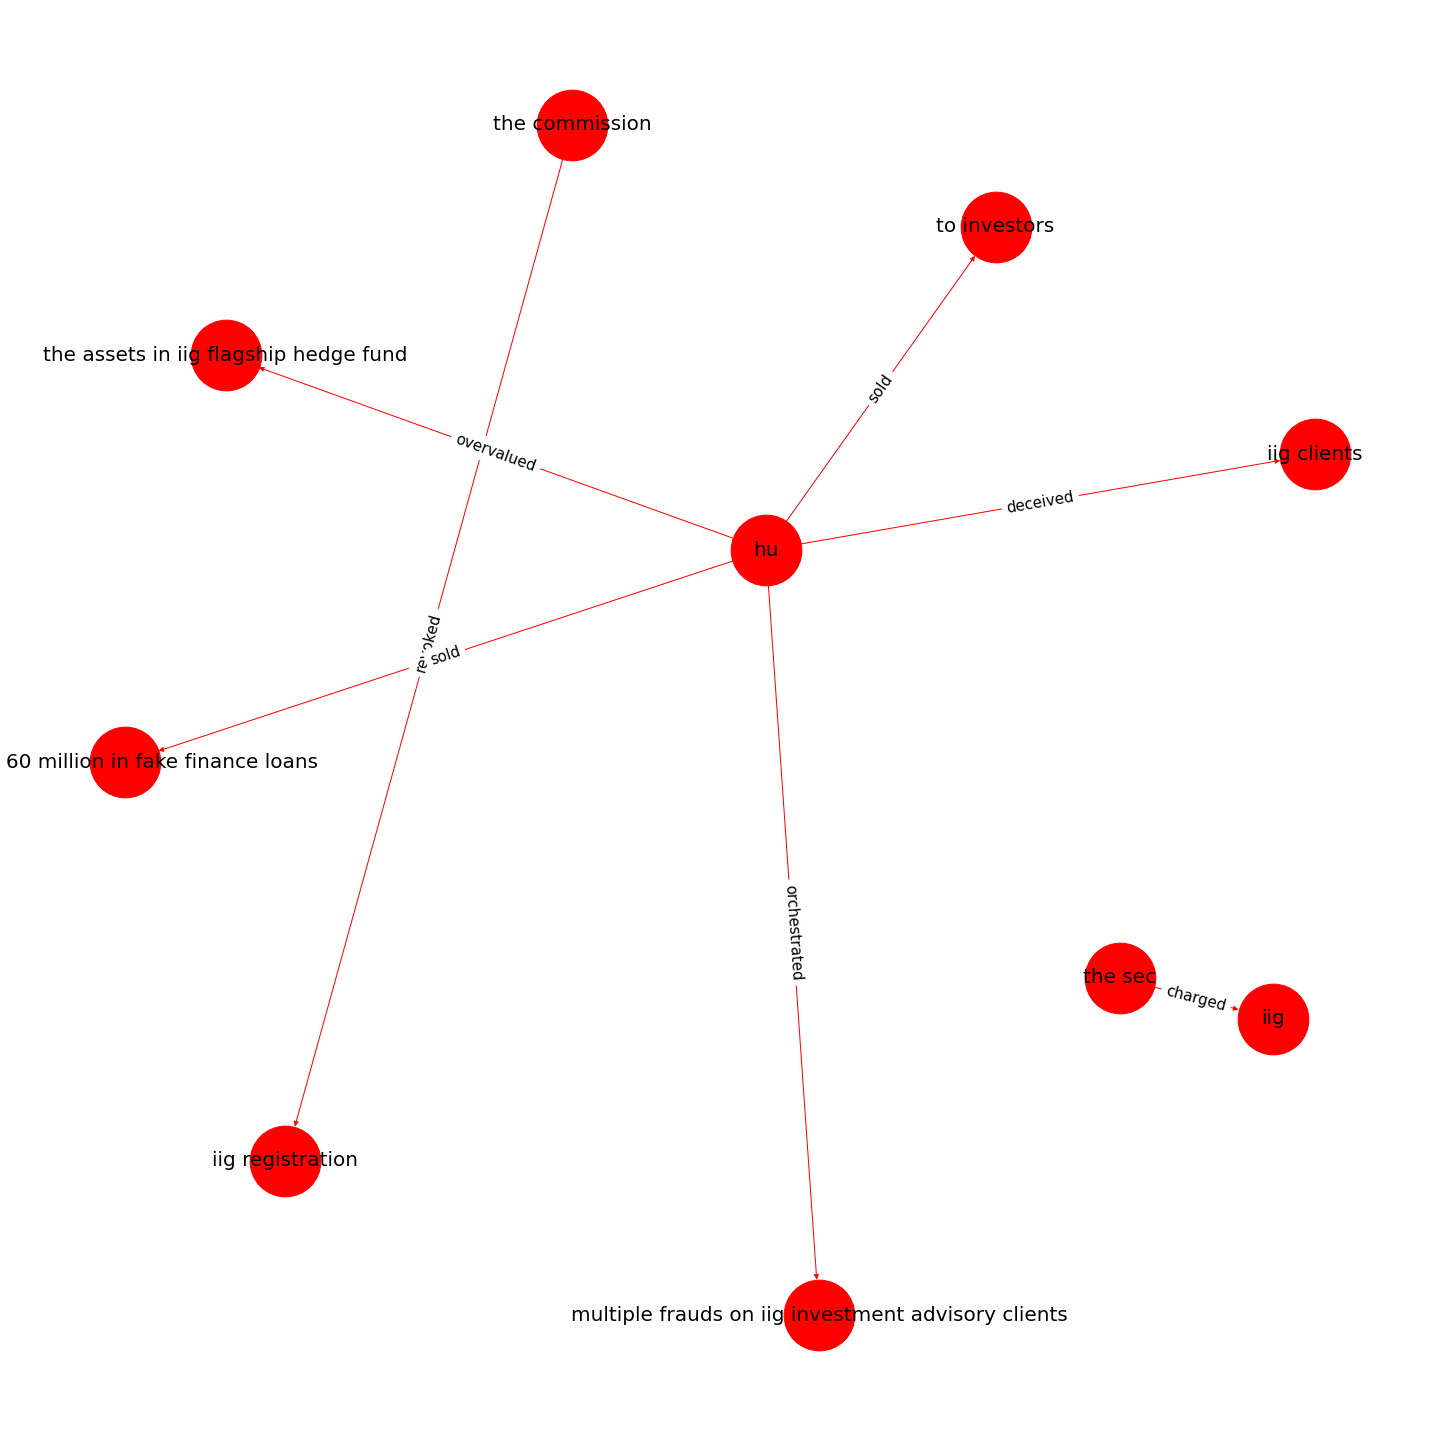 the commission
to investors
the assets in iig flagship hedge fund
sold
overvalued
iig clients
deceived
hu
revoked
sold
60 million in fake finance loans
orchestrated
the sec
charged
iig
iig registration
multiple frauds on iig investment advisory clients